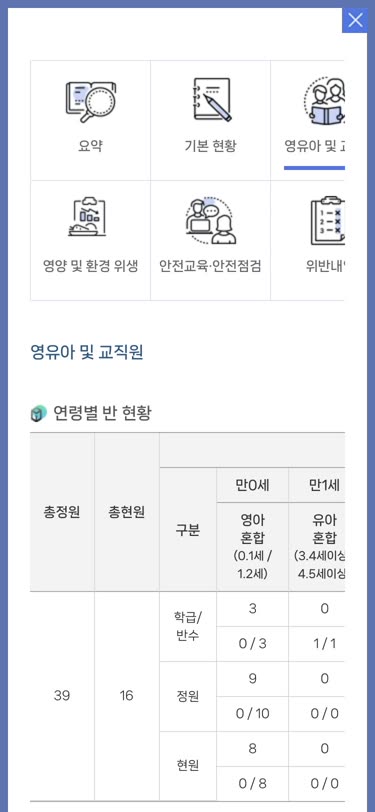 요약
기본 현황
영유아 및
영양 및 환경 위생
안전교육·안전점검
위반내
영유아 및 교직원
연령별 반 현황
총정원
총현원
구분
만0세
만1세
영아
혼합
(0.1세 /
1.2세)
유아
혼합
(3.4세이상
4.5세이상
학급/
반수
3
0
0 / 3
1 / 1
39
16
정원
9
0
0 / 10
0 / 0
현원
8
0
0 / 8
0 / 0